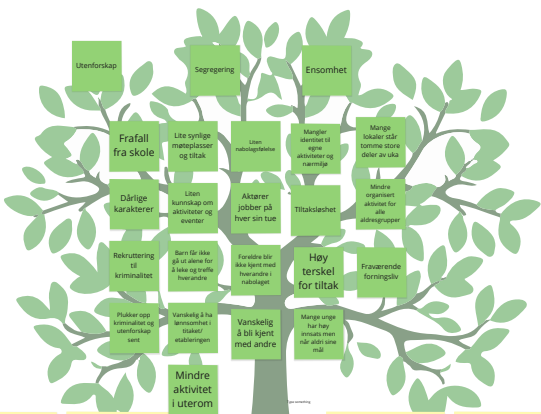 Utenforskap
Segregering
Ensomhet
Frafall
fra skole
Lite synlige
møteplasser
og tiltak
Liten
nabolagsfølelse
Mangler
identitet til
egne
aktiviteter og
nærmiljø
Mange
lokaler står
tomme store
deler av uka
Dårlige
karakterer
Liten
kunnskap om
aktiviteter og
eventer
Aktører
jobber på
hver sin tue
Tiltaksløshet
Mindre
organisert
aktivitet for
alle
aldresgrupper
Rekruttering
til
kriminalitet
Barn får ikke
gå ut alene for
å leke og treffe
hverandre
Foreldre blir
ikke kjent med
hverandre i
nabolaget
Høy
terskel
for tiltak
Fraværende
forningsliv
Plukker opp
kriminalitet og
utenforskap
sent
Vanskelig å ha
lønnsomhet i
titaket/
etableringen
Vanskelig
å bli kjent
med andre
Mange unge
har høy
innsats men
når aldri sine
mål
Mindre
aktivitet
i uterom
Type something